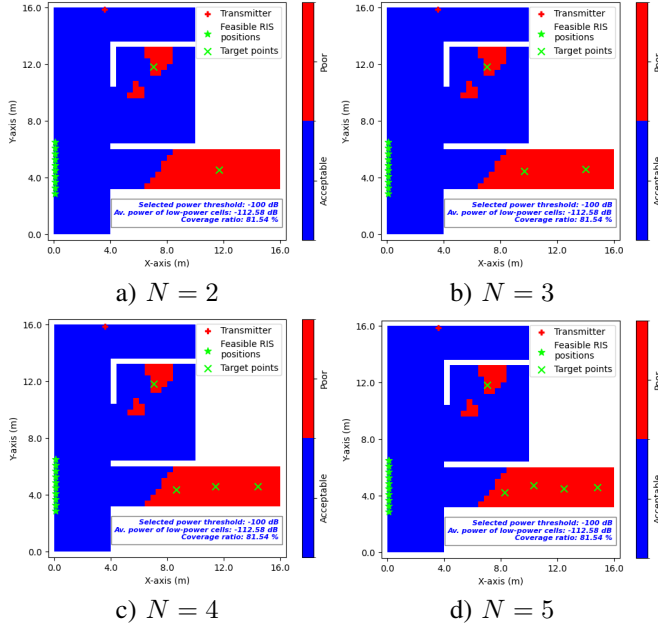 16.0
12.0
8.0
4.0
0.0
Y-axis (m)
Transmitter
Feasible RIS
positions
Target points
Selected power threshold: -100 dB
Av. power of low-power cells: -112.58 dB
Coverage ratio: 81.54 %
0.0 4.0 8.0 12.0 16.0
X-axis (m)
Poor
Acceptable
a) N = 2
16.0
12.0
8.0
4.0
0.0
Y-axis (m)
Transmitter
Feasible RIS
positions
Target points
Selected power threshold: -100 dB
Av. power of low-power cells: -112.58 dB
Coverage ratio: 81.54 %
0.0 4.0 8.0 12.0 16.0
X-axis (m)
Poor
Acceptable
b) N = 3
16.0
12.0
8.0
4.0
0.0
Y-axis (m)
Transmitter
Feasible RIS
positions
Target points
Selected power threshold: -100 dB
Av. power of low-power cells: -112.58 dB
Coverage ratio: 81.54 %
0.0 4.0 8.0 12.0 16.0
X-axis (m)
Poor
Acceptable
c) N = 4
16.0
12.0
8.0
4.0
0.0
Y-axis (m)
Transmitter
Feasible RIS
positions
Target points
Selected power threshold: -100 dB
Av. power of low-power cells: -112.58 dB
Coverage ratio: 81.54 %
0.0 4.0 8.0 12.0 16.0
X-axis (m)
Poor
Acceptable
d) N = 5